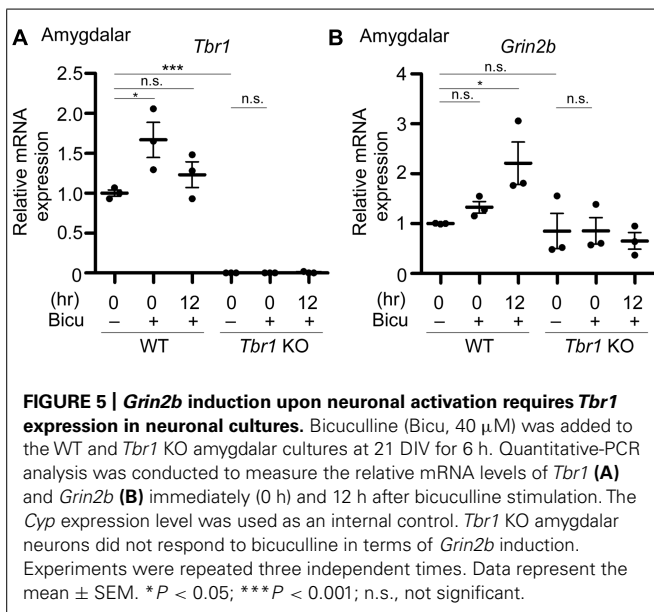 A Amygdalar
Tbr1
***
n.s.
*
n.s.
Relative mRNA
expression
2.5
2.0
1.5
1.0
0.5
0
(hr) 0 0 12 0 0 12
Bicu – + + – + +
WT Tbr1 KO
B Amygdalar
Grin2b
n.s.
*
n.s.
n.s.
Relative mRNA
expression
4
3
2
1
0
(hr) 0 0 12 0 0 12
Bicu – + + – + +
WT Tbr1 KO
FIGURE 5 | Grin2b induction upon neuronal activation requires Tbr1
expression in neuronal cultures. Bicuculline (Bicu, 40 μM) was added to
the WT and Tbr1 KO amygdalar cultures at 21 DIV for 6 h. Quantitative-PCR
analysis was conducted to measure the relative mRNA levels of Tbr1 (A)
and Grin2b (B) immediately (0 h) and 12 h after bicuculline stimulation. The
Cyp expression level was used as an internal control. Tbr1 KO amygdalar
neurons did not respond to bicuculline in terms of Grin2b induction.
Experiments were repeated three independent times. Data represent the
mean ± SEM. *P < 0.05; ***P < 0.001; n.s., not significant.